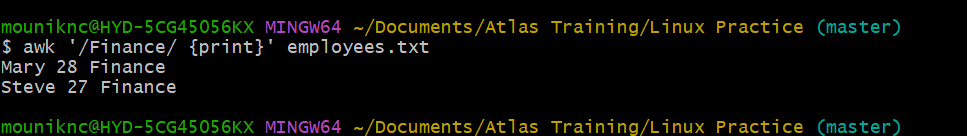 mouniknc@HYD-5CG45056KX MINGW64 ~/Documents/Atlas Training/Linux Practice (master)
$ awk '/Finance/ {print}' employees.txt
Mary 28 Finance
Steve 27 Finance
mouniknc@HYD-5CG45056KX MINGW64 ~/Documents/Atlas Training/Linux Practice (master)